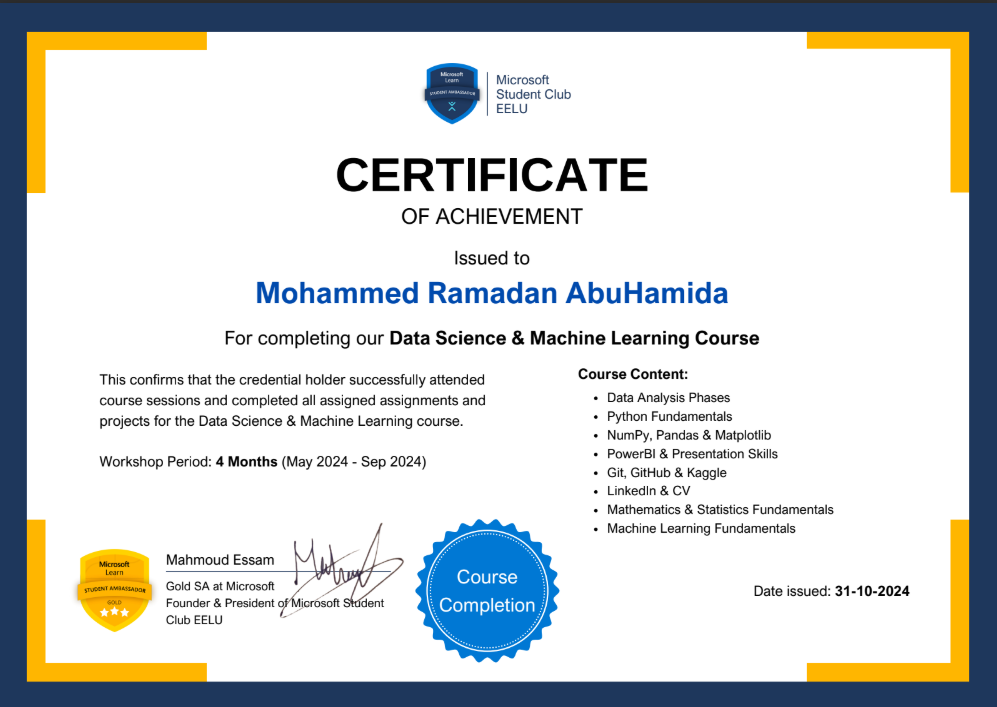 Microsoft
Learn
STUDENT AMBASSADOR
Microsoft
Student Club
EELU
CERTIFICATE
OF ACHIEVEMENT
Issued to
Mohammed Ramadan AbuHamida
For completing our Data Science & Machine Learning Course
This confirms that the credential holder successfully attended
course sessions and completed all assigned assignments and
projects for the Data Science & Machine Learning course.
Workshop Period: 4 Months (May 2024 - Sep 2024)
Course Content:
• Data Analysis Phases
• Python Fundamentals
• NumPy, Pandas & Matplotlib
• PowerBI & Presentation Skills
• Git, GitHub & Kaggle
• LinkedIn & CV
• Mathematics & Statistics Fundamentals
• Machine Learning Fundamentals
Microsoft
Learn
STUDENT AMBASSADOR
GOLD
Mahmoud Essam
Gold SA at Microsoft
Founder & President of Microsoft Student
Club EELU
Course
Completion
Date issued: 31-10-2024